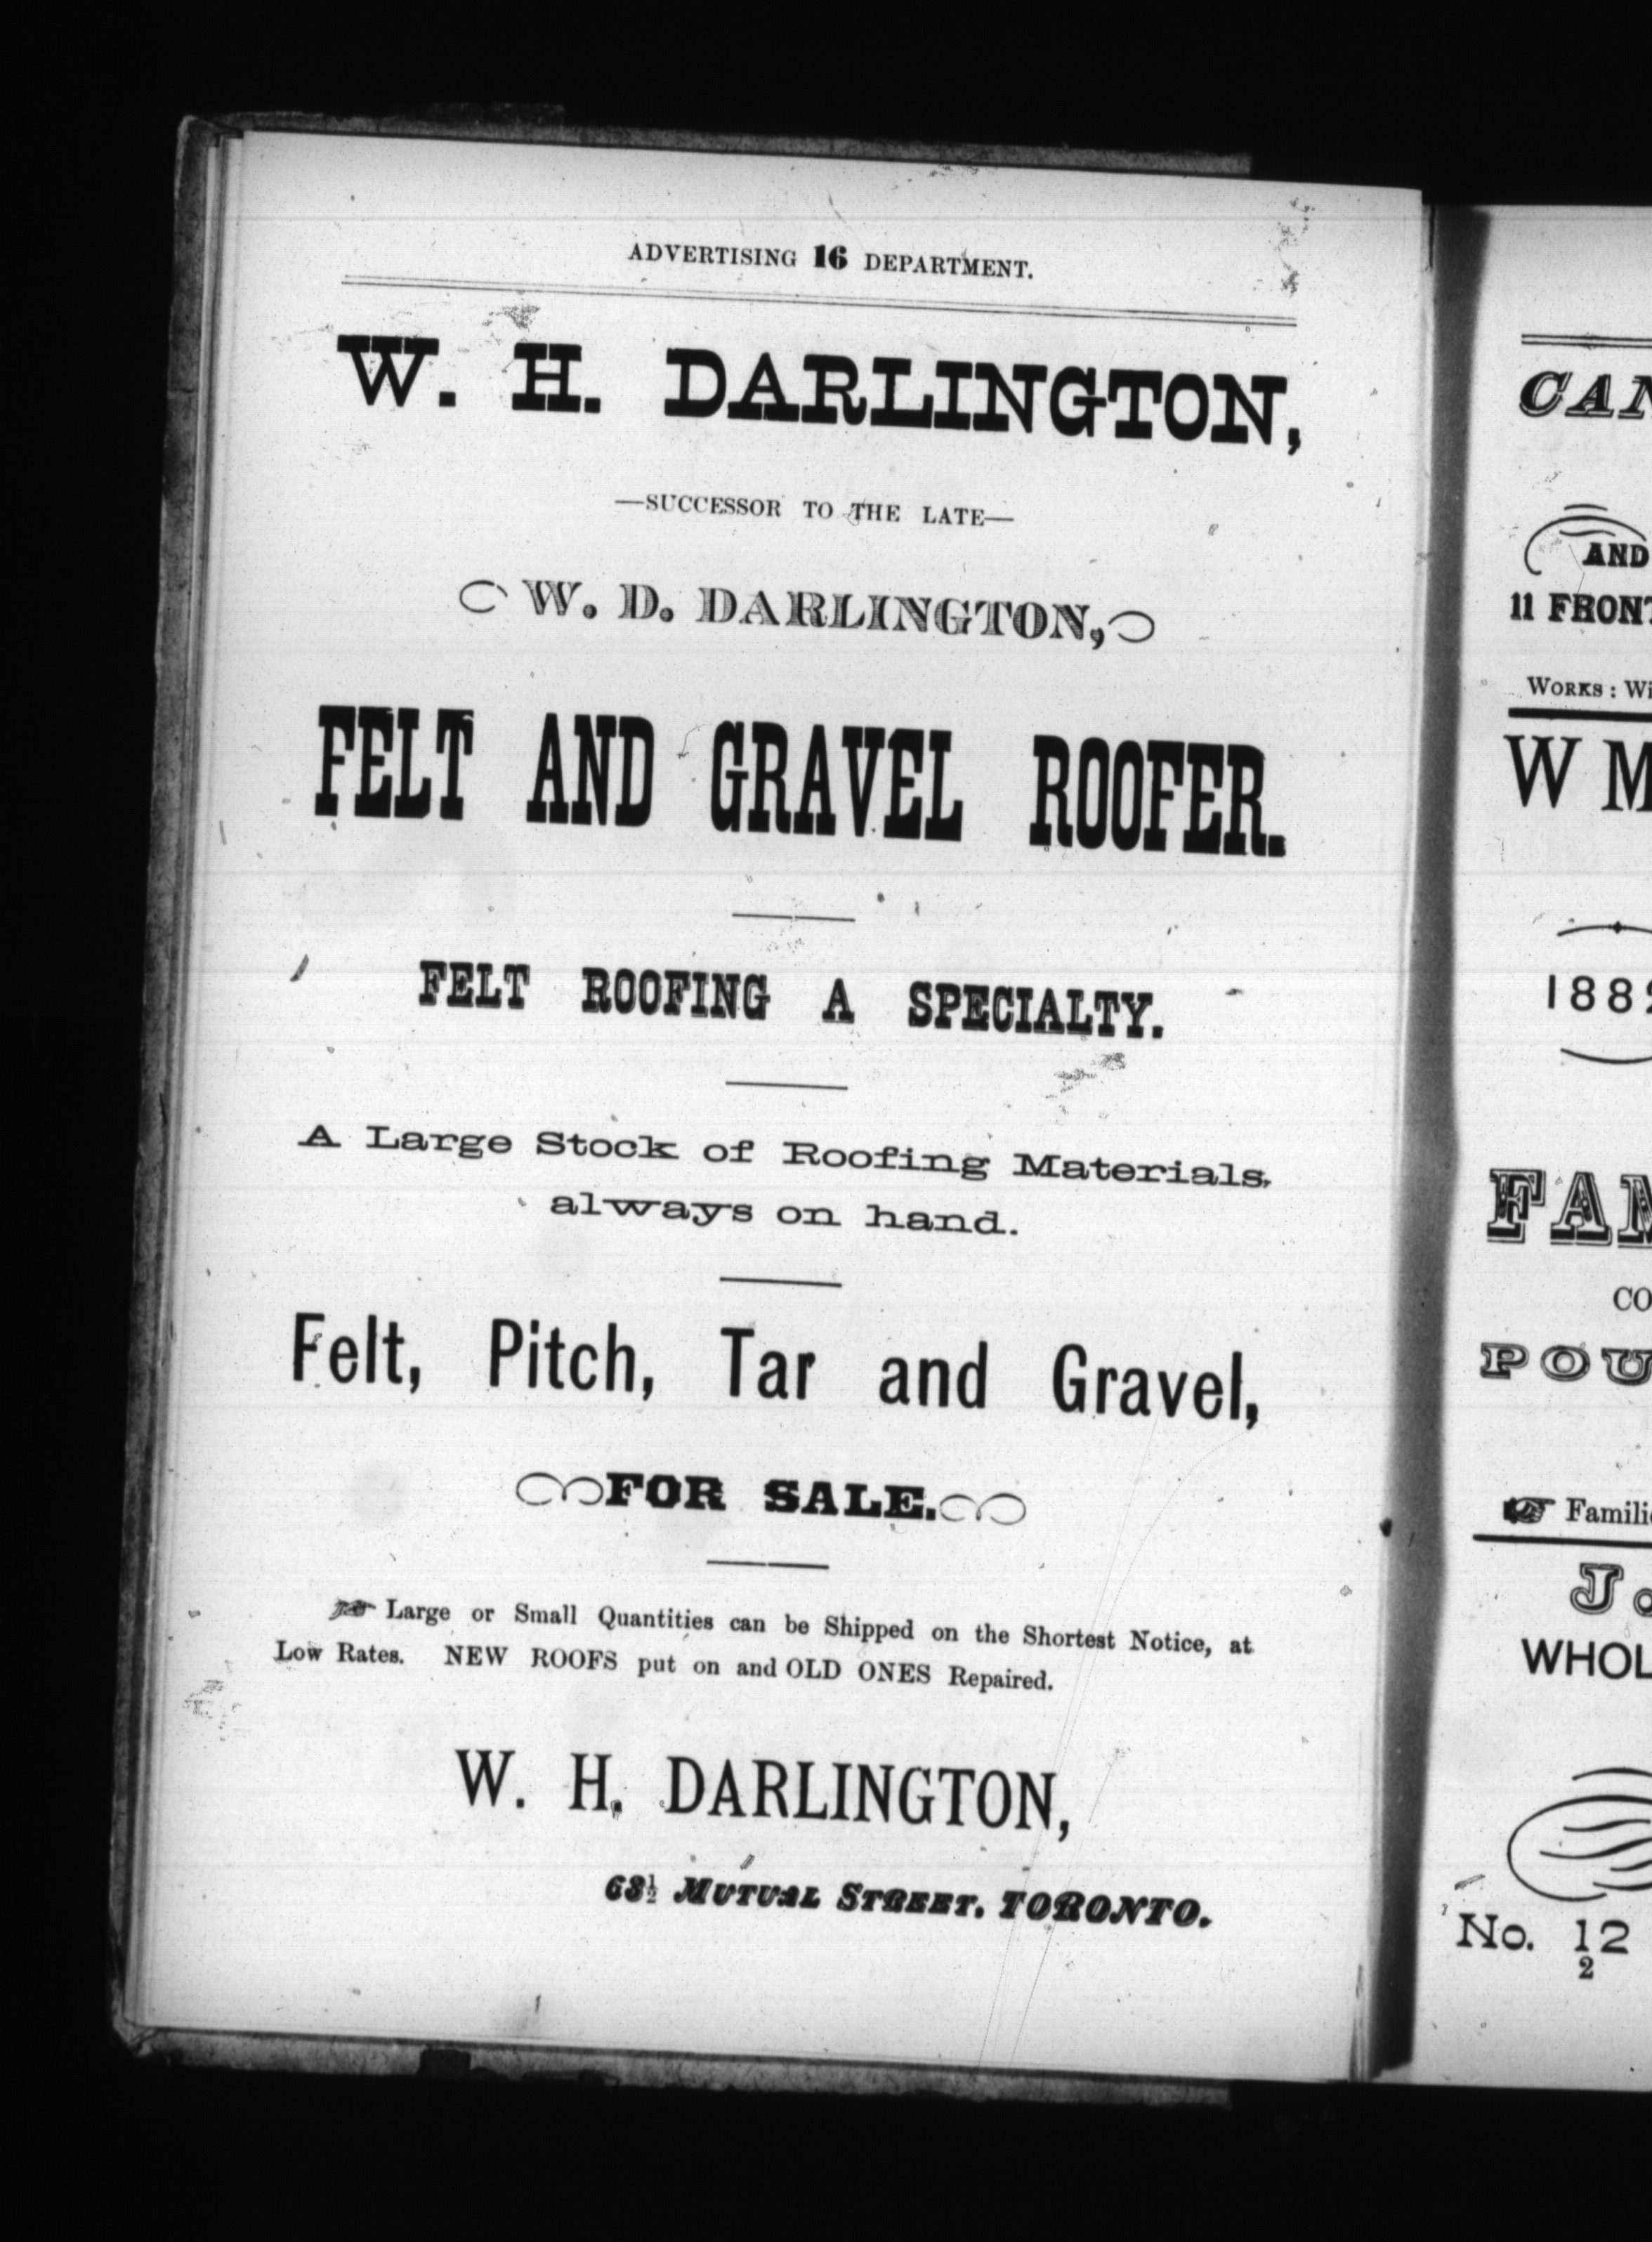 ADVERTISING 16 DEPARTMENT.
W. H. DARLINGTON,
—SUCCESSOR TO THE LATE—
W. D. DARLINGTON,
FELT AND GRAVEL ROOFER.
FELT ROOFING A SPECIALTY.
A Large Stock of Roofing Materials,
always on hand.
Felt, Pitch, Tar and Gravel,
FOR SALE.
☞ Large or Small Quantities can be Shipped on the Shortest Notice, at
Low Rates. NEW ROOFS put on and OLD ONES Repaired.
W. H. DARLINGTON,
63½ MUTUAL STREET, TORONTO.
CAN
AND
11 FRONT
WORKS: Wi
W M
1882
FAM
CO
POU
☞ Familie
Jo
WHOL
No. 12
2